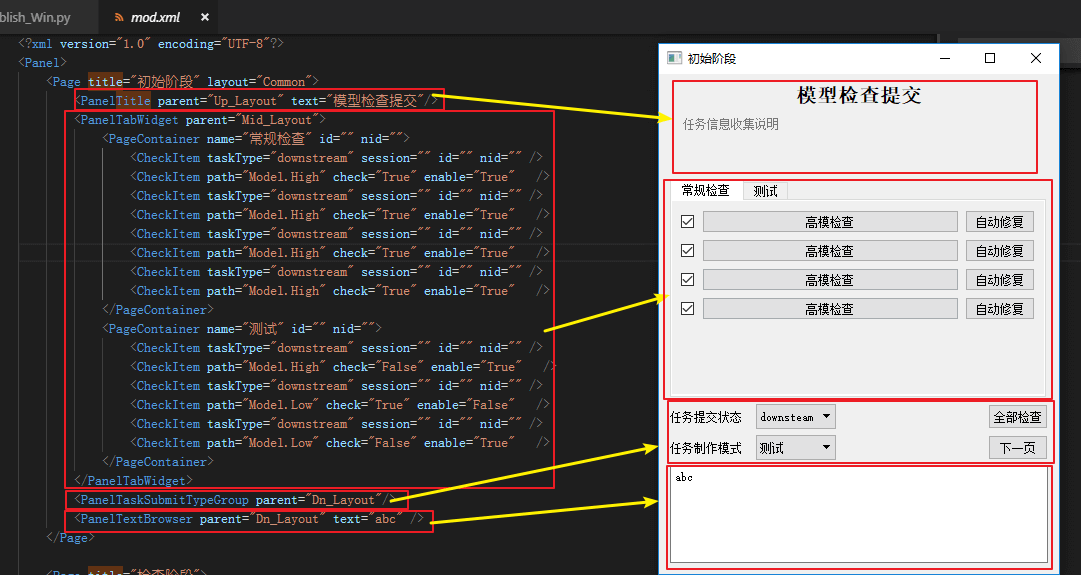 blish_Win.py
mod.xml
<?xml version="1.0" encoding="UTF-8"?>
<Panel>
<Page title="初始阶段" layout="Common">
<PanelTitle parent="Up_Layout" text="模型检查提交"/>
<PanelTabWidget parent="Mid_Layout">
<PageContainer name="常规检查" id="" nid="">
<CheckItem taskType="downstream" session="" id="" nid="" />
<CheckItem path="Model.High" check="True" enable="True" />
<CheckItem taskType="downstream" session="" id="" nid="" />
<CheckItem path="Model.High" check="True" enable="True" />
<CheckItem taskType="downstream" session="" id="" nid="" />
<CheckItem path="Model.High" check="True" enable="True" />
<CheckItem taskType="downstream" session="" id="" nid="" />
<CheckItem path="Model.High" check="True" enable="True" />
</PageContainer>
<PageContainer name="测试" id="" nid="">
<CheckItem taskType="downstream" session="" id="" nid="" />
<CheckItem path="Model.High" check="False" enable="True" />
<CheckItem taskType="downstream" session="" id="" nid="" />
<CheckItem path="Model.Low" check="True" enable="False" />
<CheckItem taskType="downstream" session="" id="" nid="" />
<CheckItem path="Model.Low" check="False" enable="True" />
</PageContainer>
</PanelTabWidget>
<PanelTaskSubmitTypeGroup parent="Dn_Layout"/>
<PanelTextBrowser parent="Dn_Layout" text="abc" />
</Page>
<Page title="检查阶段">
初始阶段
模型检查提交
任务信息收集说明
常规检查 测试
高模检查 自动修复
高模检查 自动修复
高模检查 自动修复
高模检查 自动修复
任务提交状态 downsteam 全部检查
任务制作模式 测试 下一页
abc